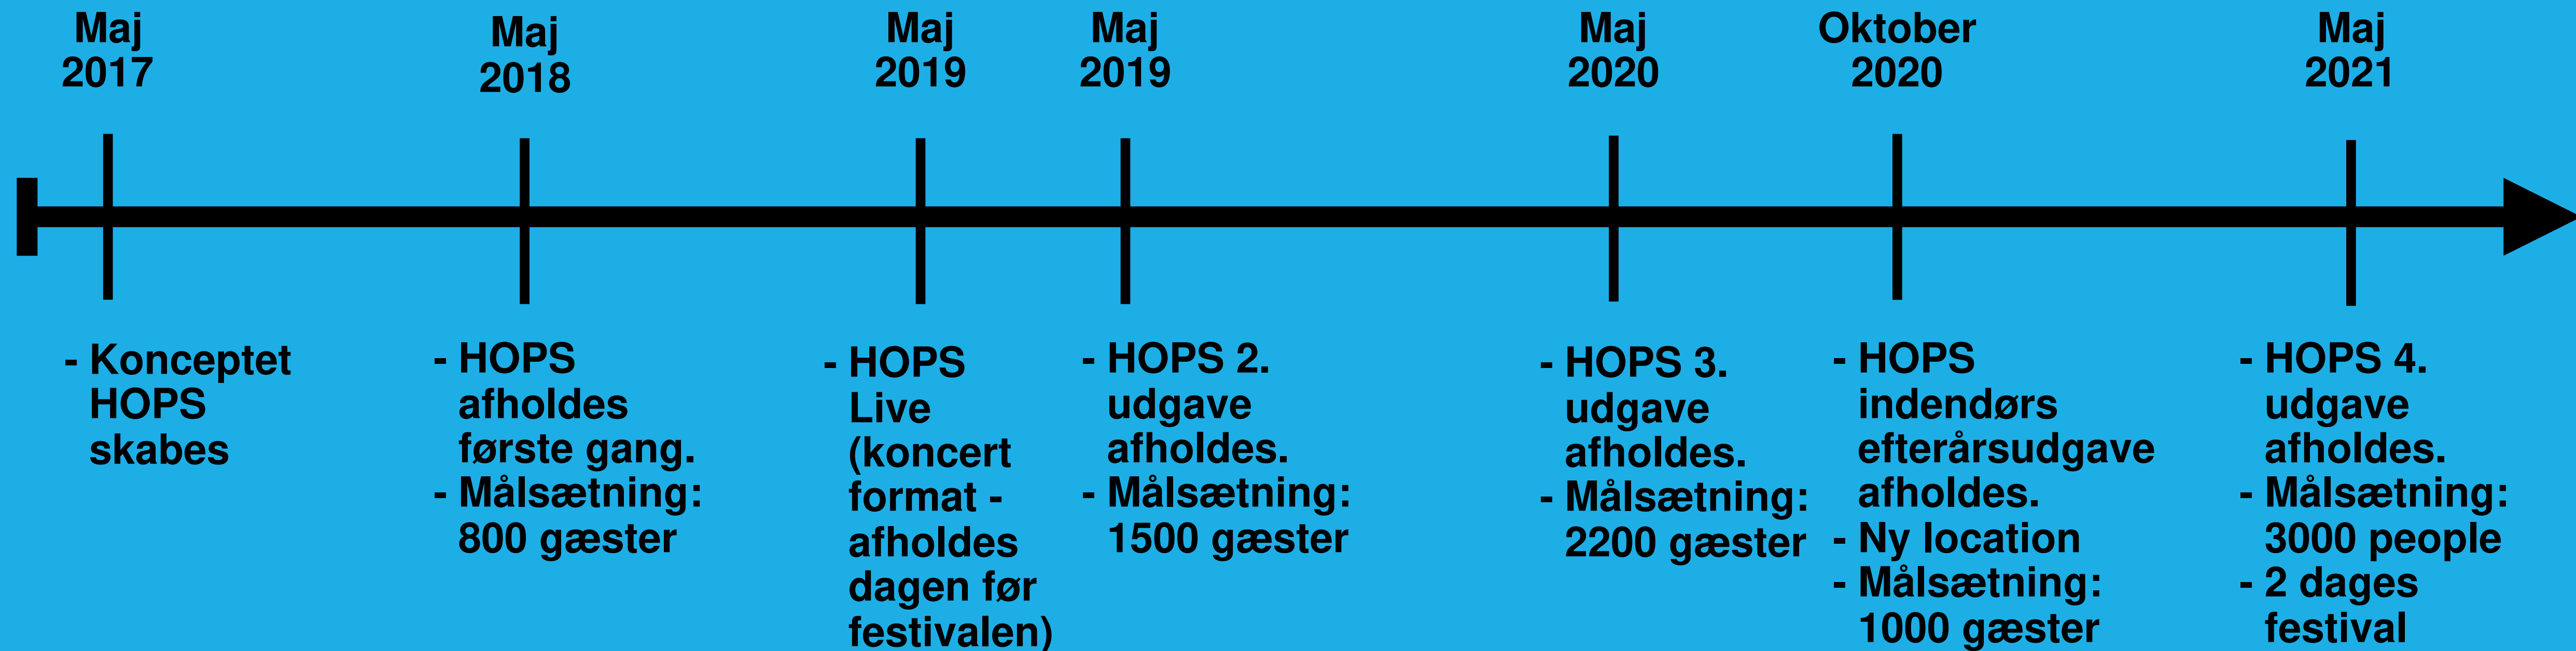 Maj
2017
Maj
2018
Maj
2019
Maj
2019
Maj
2020
Oktober
2020
Maj
2021
- Konceptet
HOPS
skabes
- HOPS
afholdes
første gang.
- Målsætning:
800 gæster
- HOPS
Live
(koncert
format -
afholdes
dagen før
festivalen)
- HOPS 2.
udgave
afholdes.
- Målsætning:
1500 gæster
- HOPS 3.
udgave
afholdes.
- Målsætning:
2200 gæster
- HOPS
indendørs
efterårsudgave
afholdes.
- Ny location
- Målsætning:
1000 gæster
- HOPS 4.
udgave
afholdes.
- Målsætning:
3000 people
- 2 dages
festival